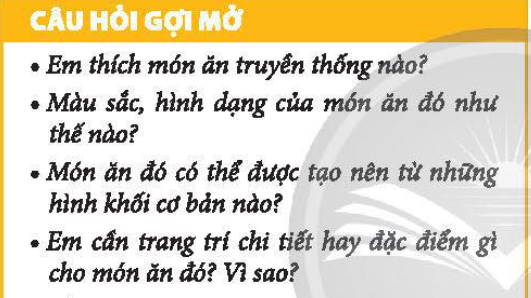 CÂU HỎI GỢI MỞ
• Em thích món ăn truyền thống nào?
• Màu sắc, hình dạng của món ăn đó như
thế nào?
• Món ăn đó có thể được tạo nên từ những
hình khối cơ bản nào?
• Em cần trang trí chi tiết hay đặc điểm gì
cho món ăn đó? Vì sao?